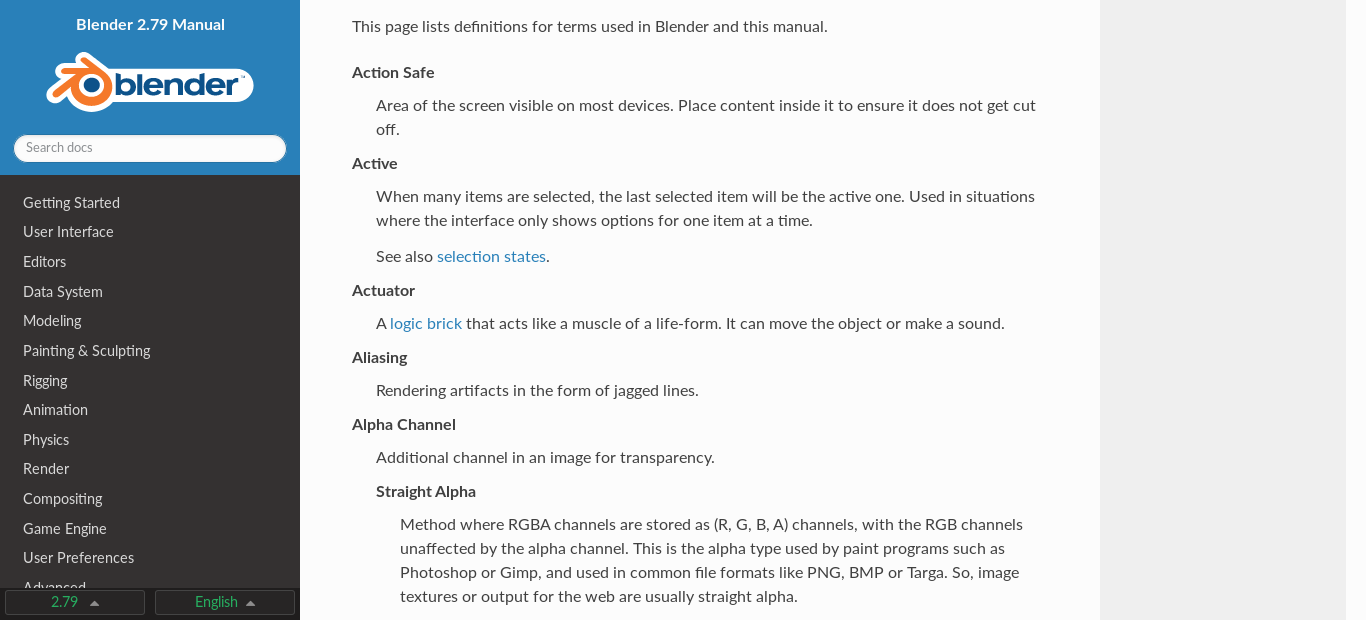 Blender 2.79 Manual
blender™
Search docs
Getting Started
User Interface
Editors
Data System
Modeling
Painting & Sculpting
Rigging
Animation
Physics
Render
Compositing
Game Engine
User Preferences
Advanced
2.79
English
This page lists definitions for terms used in Blender and this manual.
Action Safe
Area of the screen visible on most devices. Place content inside it to ensure it does not get cut
off.
Active
When many items are selected, the last selected item will be the active one. Used in situations
where the interface only shows options for one item at a time.
See also selection states.
Actuator
A logic brick that acts like a muscle of a life-form. It can move the object or make a sound.
Aliasing
Rendering artifacts in the form of jagged lines.
Alpha Channel
Additional channel in an image for transparency.
Straight Alpha
Method where RGBA channels are stored as (R, G, B, A) channels, with the RGB channels
unaffected by the alpha channel. This is the alpha type used by paint programs such as
Photoshop or Gimp, and used in common file formats like PNG, BMP or Targa. So, image
textures or output for the web are usually straight alpha.